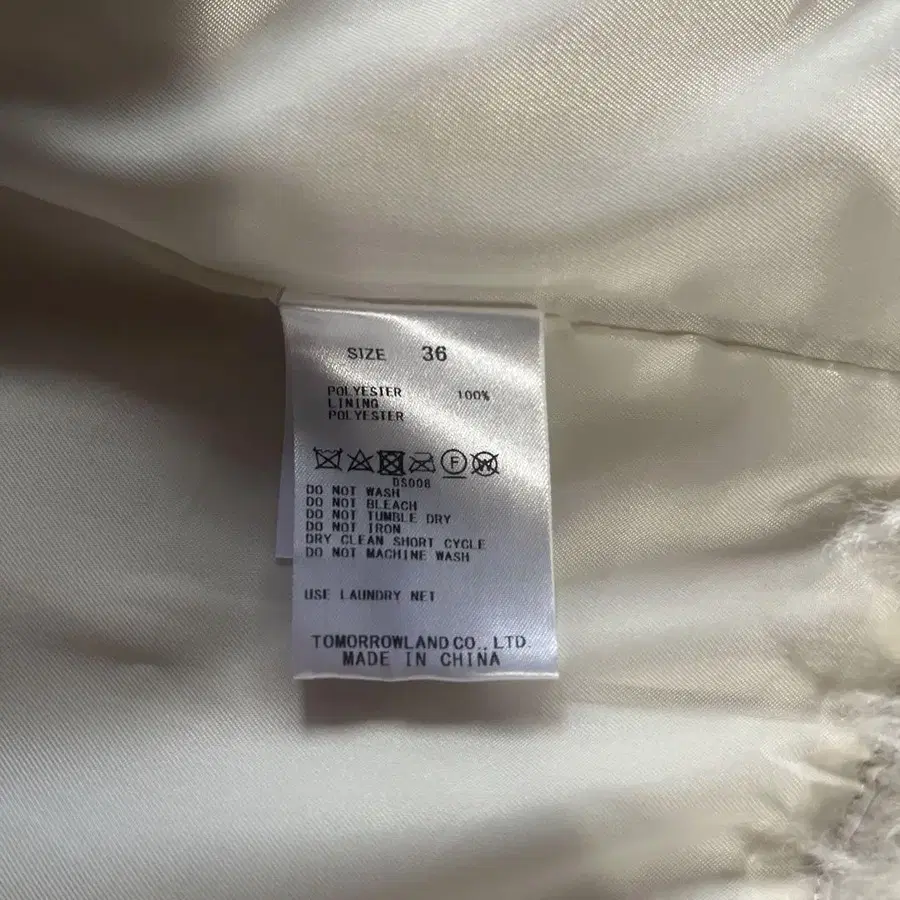 SIZE 36
POLYESTER 100%
LINING
POLYESTER
F W
DS008
DO NOT WASH
DO NOT BLEACH
DO NOT TUMBLE DRY
DO NOT IRON
DRY CLEAN SHORT CYCLE
DO NOT MACHINE WASH
USE LAUNDRY NET
TOMORROWLAND CO., LTD.
MADE IN CHINA